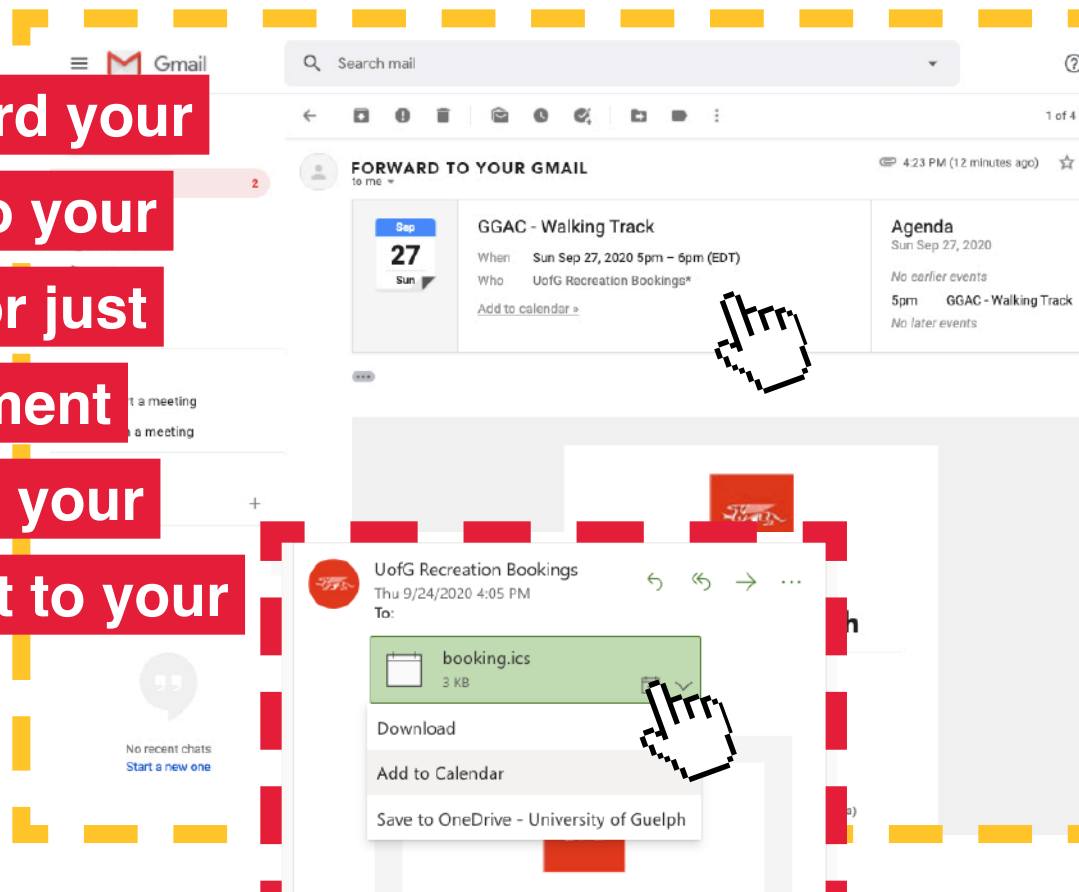 Gmail
Search mail
rd your
1 of 4
FORWARD TO YOUR GMAIL
to me
4:23 PM (12 minutes ago)
2
Sep
27
Sun
GGAC - Walking Track
When Sun Sep 27, 2020 5pm – 6pm (EDT)
Who UofG Recreation Bookings*
Add to calendar »
Agenda
Sun Sep 27, 2020
No earlier events
5pm GGAC - Walking Track
No later events
your
r just
ment
t a meeting
a meeting
your
t to your
UofG Recreation Bookings
Thu 9/24/2020 4:05 PM
To:
booking.ics
3 KB
Download
Add to Calendar
Save to OneDrive - University of Guelph
h
No recent chats
Start a new one